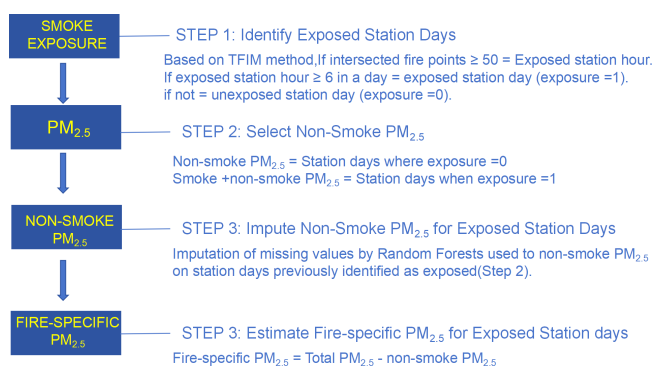 SMOKE
EXPOSURE
STEP 1: Identify Exposed Station Days
Based on TFIM method,If intersected fire points ≥ 50 = Exposed station hour.
If exposed station hour ≥ 6 in a day = exposed station day (exposure =1).
if not = unexposed station day (exposure =0).
PM2.5
STEP 2: Select Non-Smoke PM2.5
Non-smoke PM2.5 = Station days where exposure =0
Smoke +non-smoke PM2.5 = Station days when exposure =1
NON-SMOKE
PM2.5
STEP 3: Impute Non-Smoke PM2.5 for Exposed Station Days
Imputation of missing values by Random Forests used to non-smoke PM2.5
on station days previously identified as exposed(Step 2).
FIRE-SPECIFIC
PM2.5
STEP 3: Estimate Fire-specific PM2.5 for Exposed Station days
Fire-specific PM2.5 = Total PM2.5 - non-smoke PM2.5